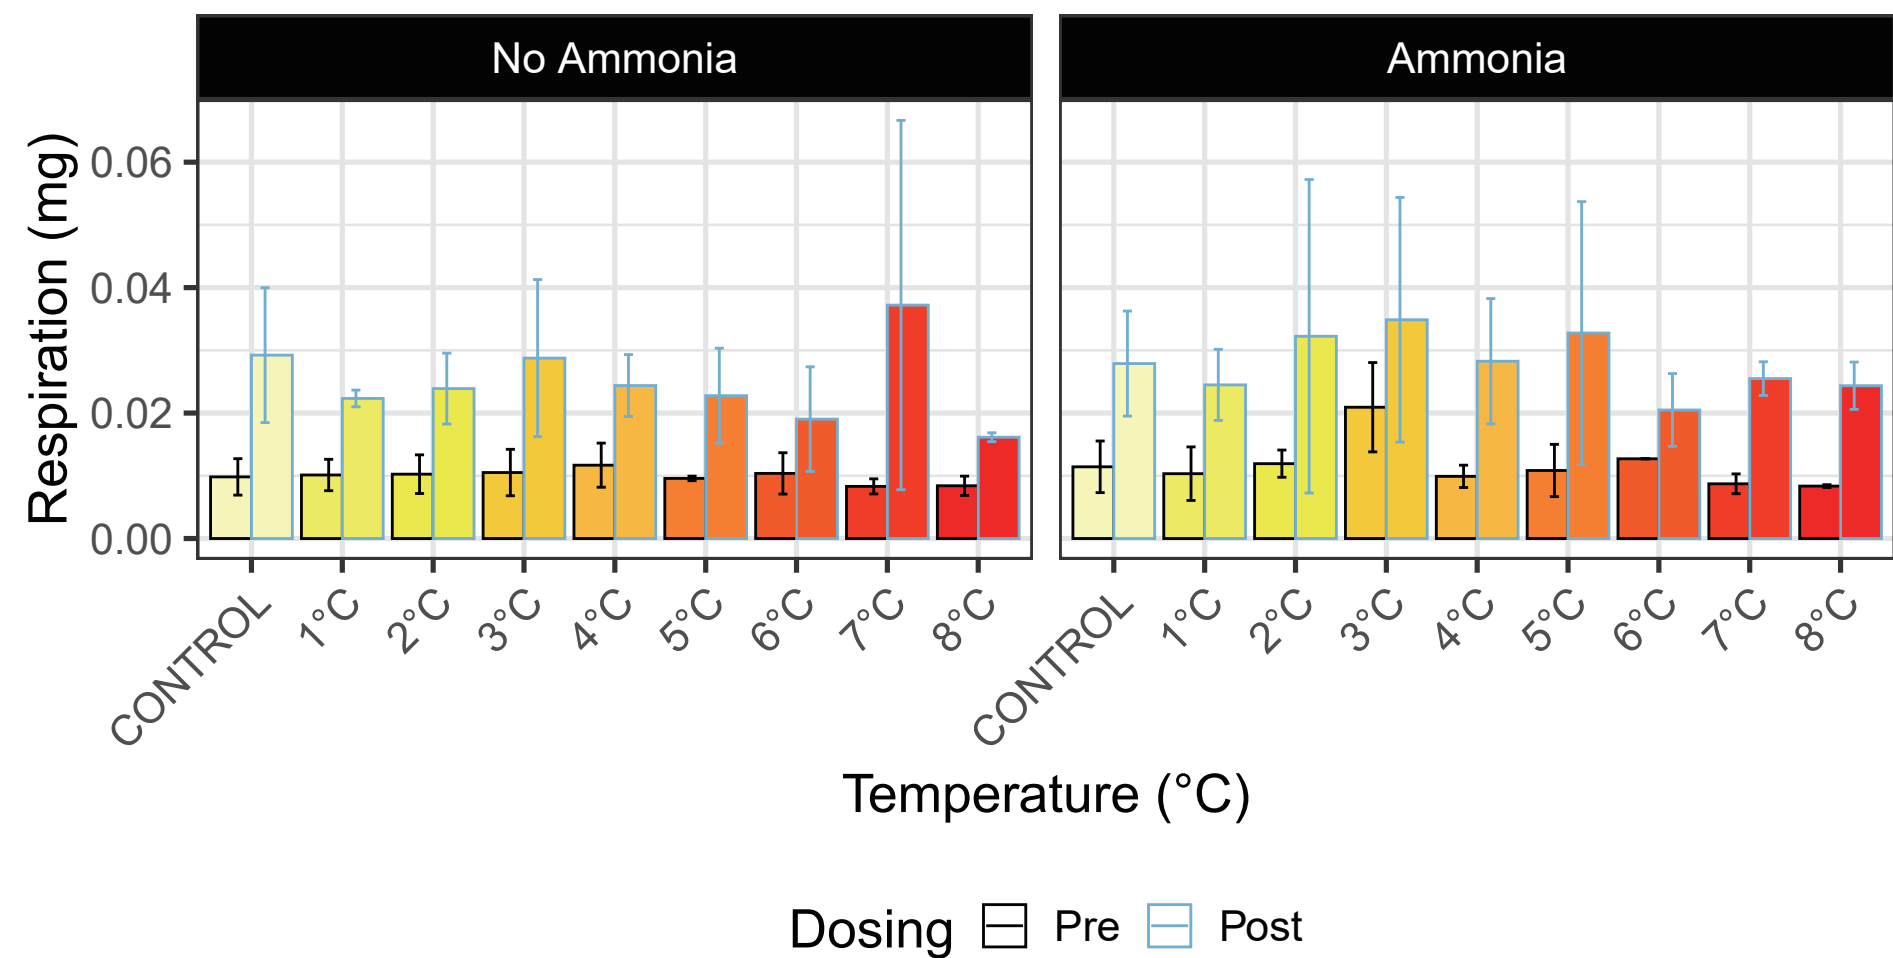 No Ammonia
Ammonia
Respiration (mg)
0.06
0.04
0.02
0.00
CONTROL 1°C 2°C 3°C 4°C 5°C 6°C 7°C 8°C
CONTROL 1°C 2°C 3°C 4°C 5°C 6°C 7°C 8°C
Temperature (°C)
Dosing Pre Post